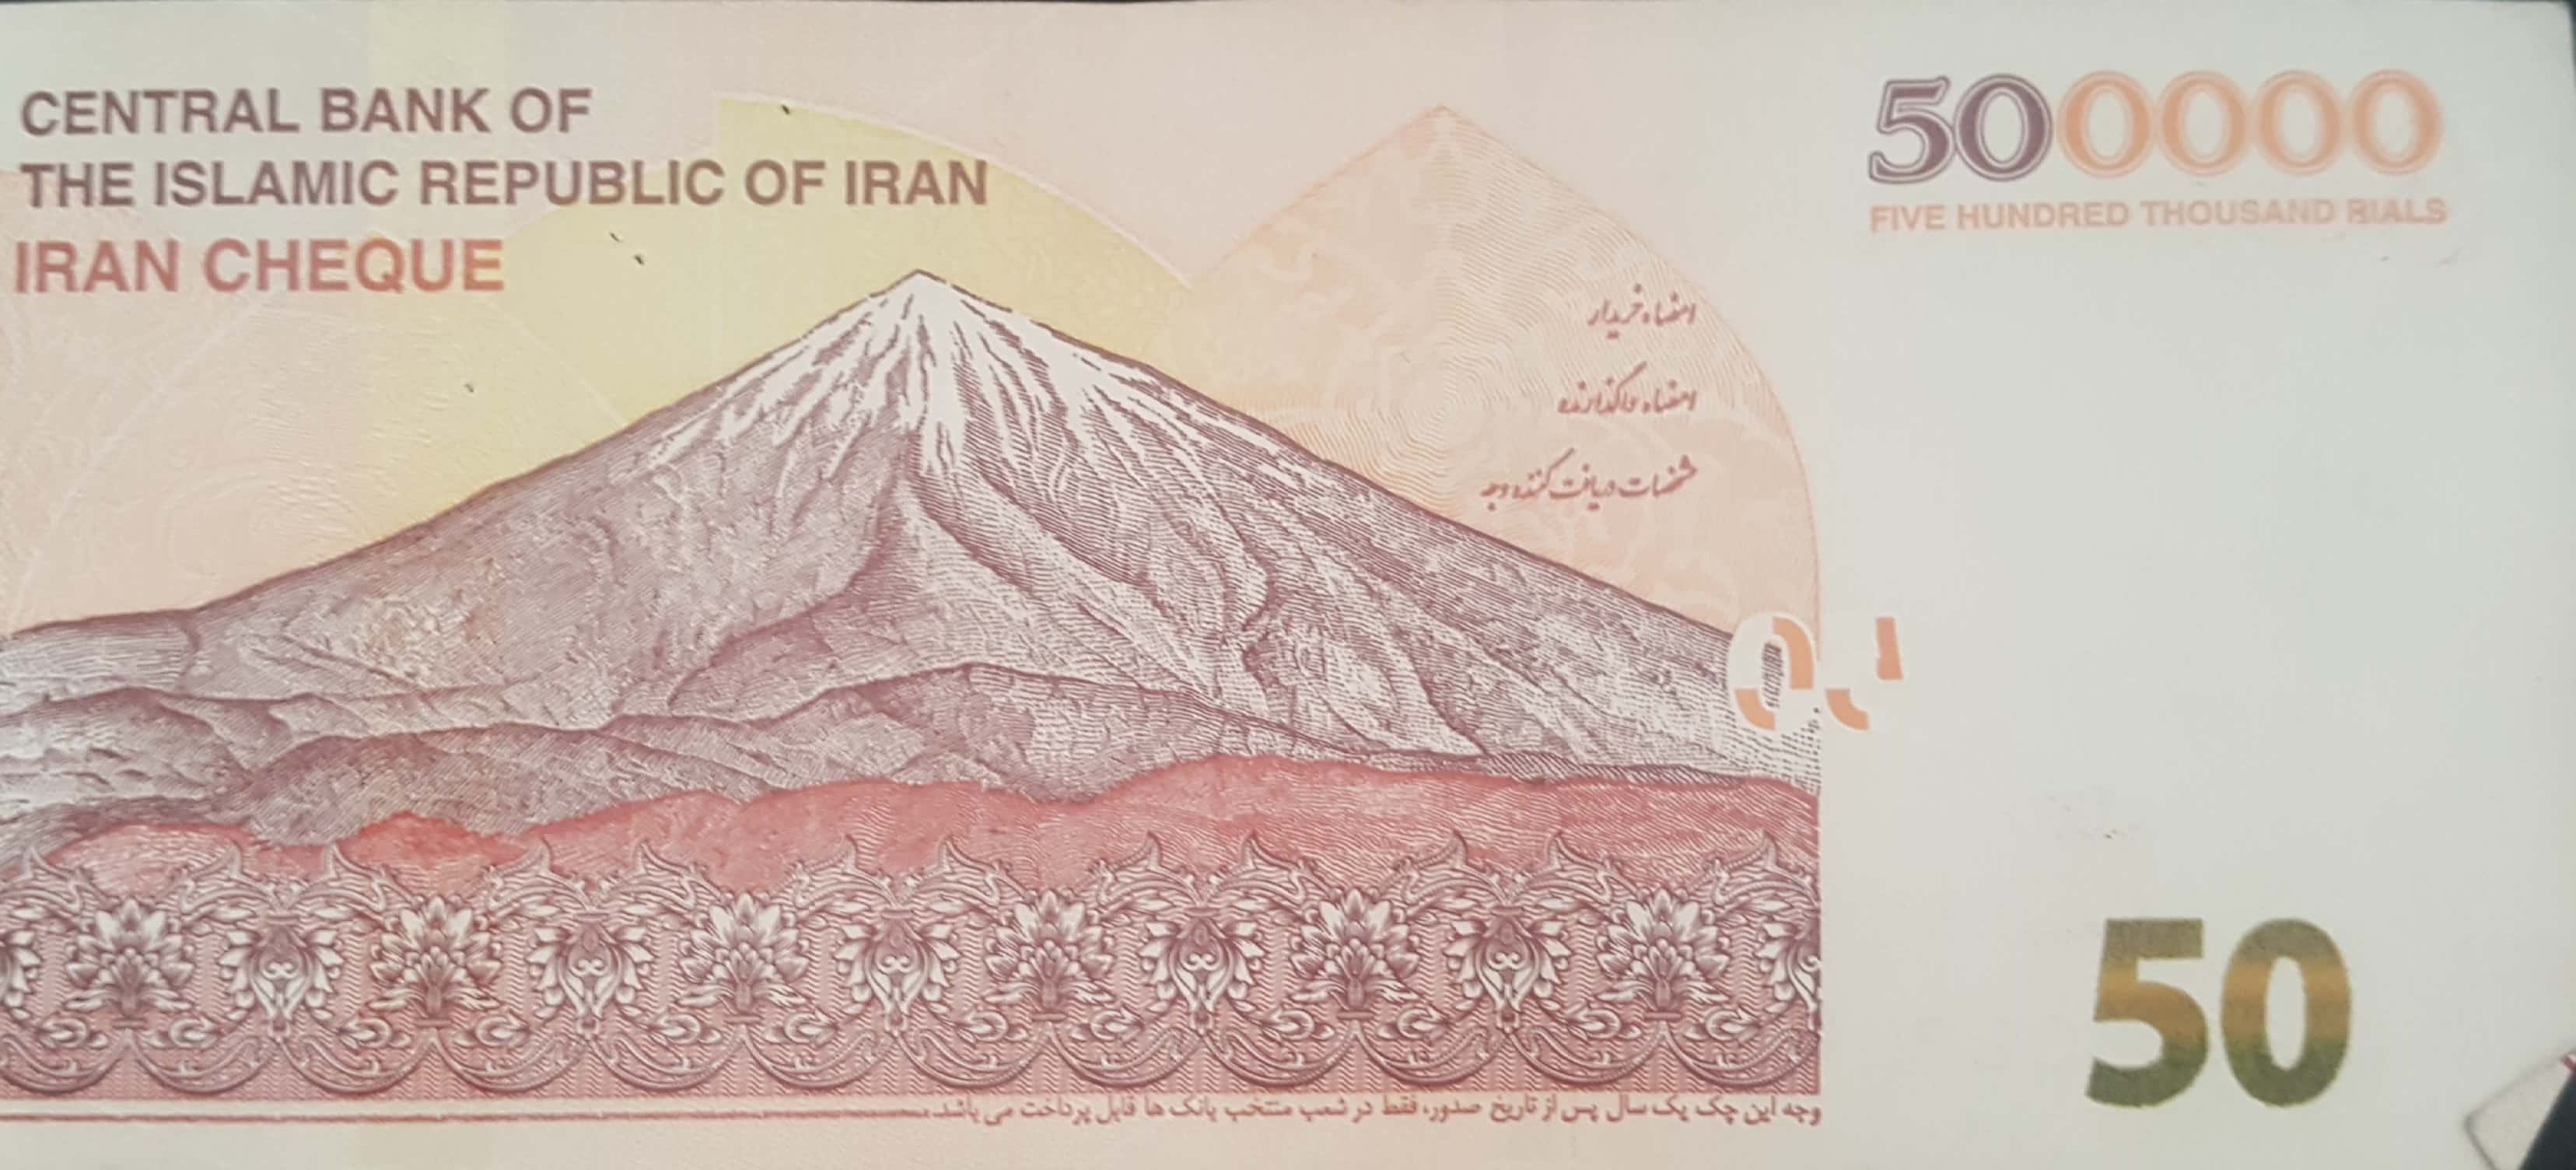 CENTRAL BANK OF
THE ISLAMIC REPUBLIC OF IRAN
IRAN CHEQUE
500000
FIVE HUNDRED THOUSAND RIALS
امضاء خریدار
امضاء واگذارنده
مشخصات دریافت کننده وجه
50
وجه این چک یک سال پس از تاریخ صدور، فقط در شعب منتخب بانک ها قابل پرداخت می باشد.